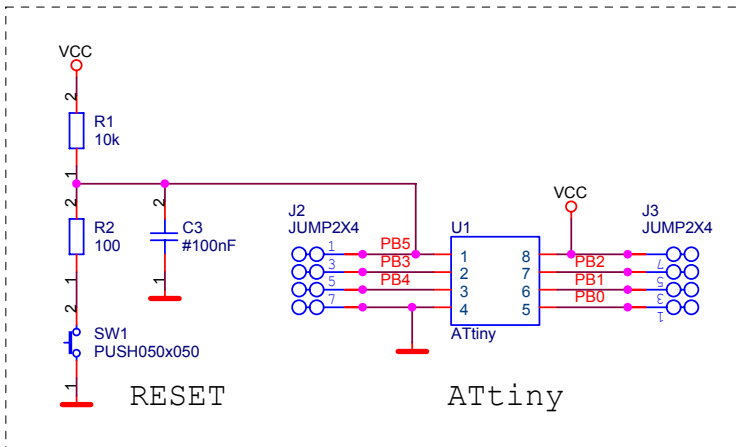 VCC
2
R1
10k
1
2
R2
100
1
2
C3
#100nF
1
2
SW1
PUSH050x050
1
RESET
J2
JUMP2X4
1
3
5
7
PB5
PB3
PB4
U1
1
2
3
4
8
7
6
5
ATtiny
VCC
PB2
PB1
PB0
J3
JUMP2X4
7
5
3
1
ATtiny